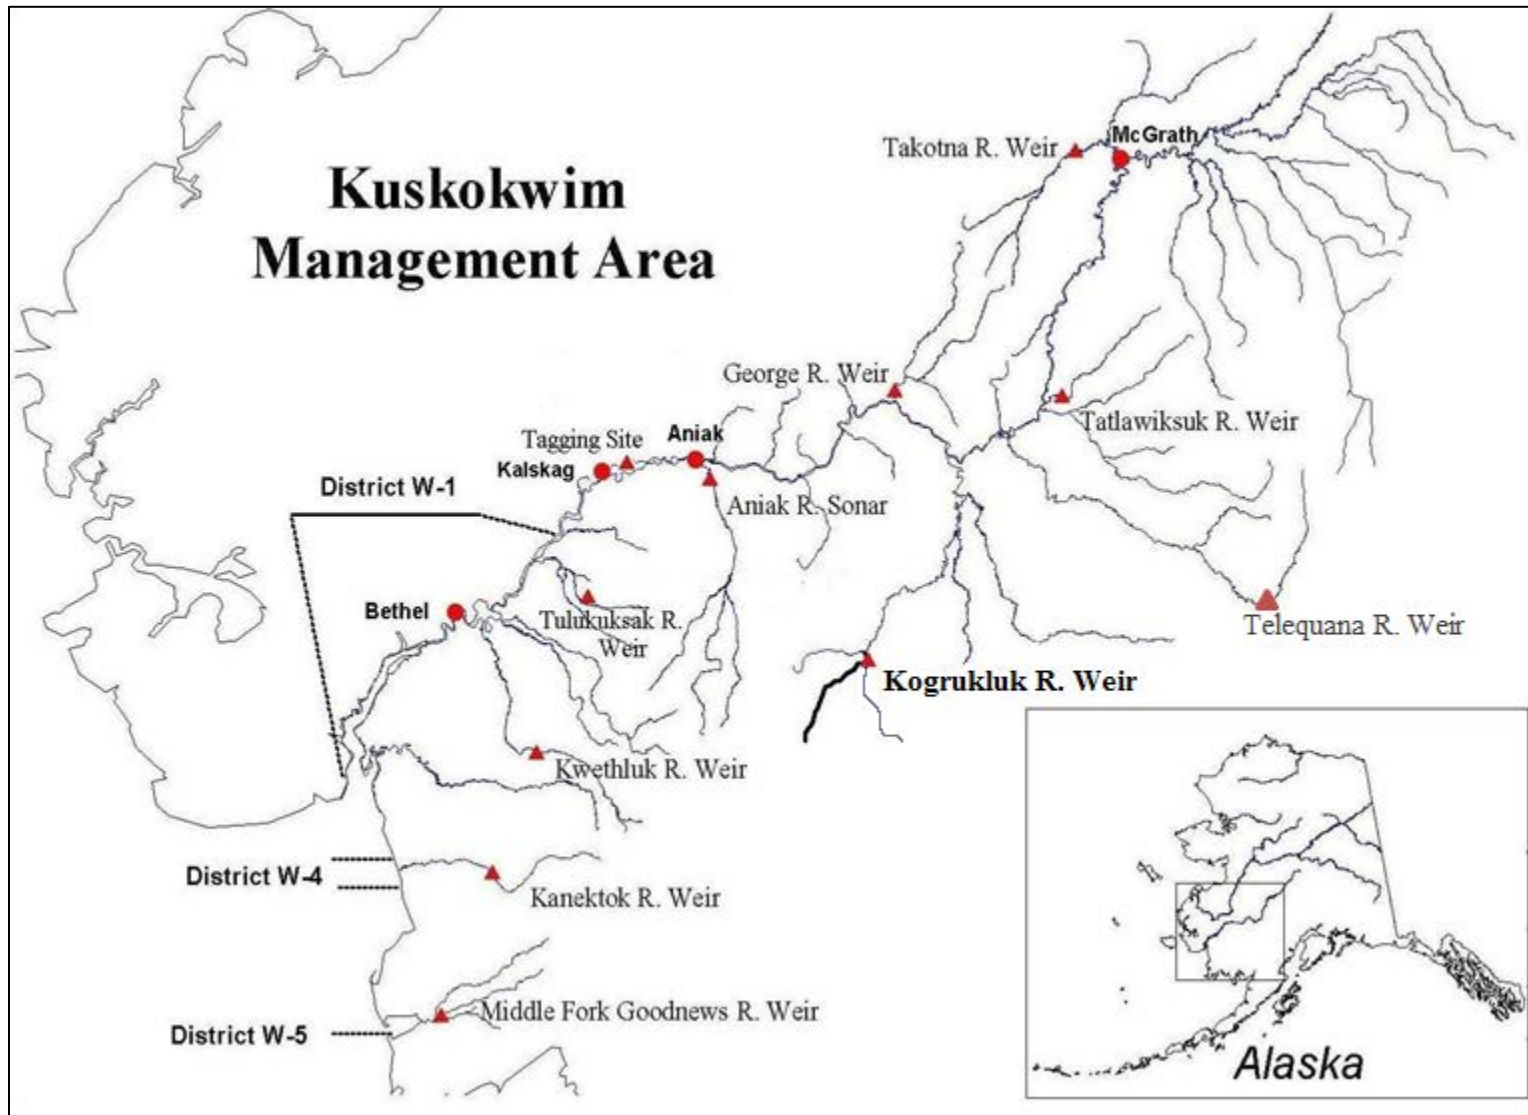 Kuskokwim
Management Area
McGrath
Takotna R. Weir
George R. Weir
Tatlawiksuk R. Weir
Tagging Site
Aniak
Kalskag
District W-1
Aniak R. Sonar
Bethel
Tulukuksak R.
Weir
Telequana R. Weir
Kogrukluk R. Weir
Kwethluk R. Weir
District W-4
Kanektok R. Weir
Middle Fork Goodnews R. Weir
District W-5
Alaska